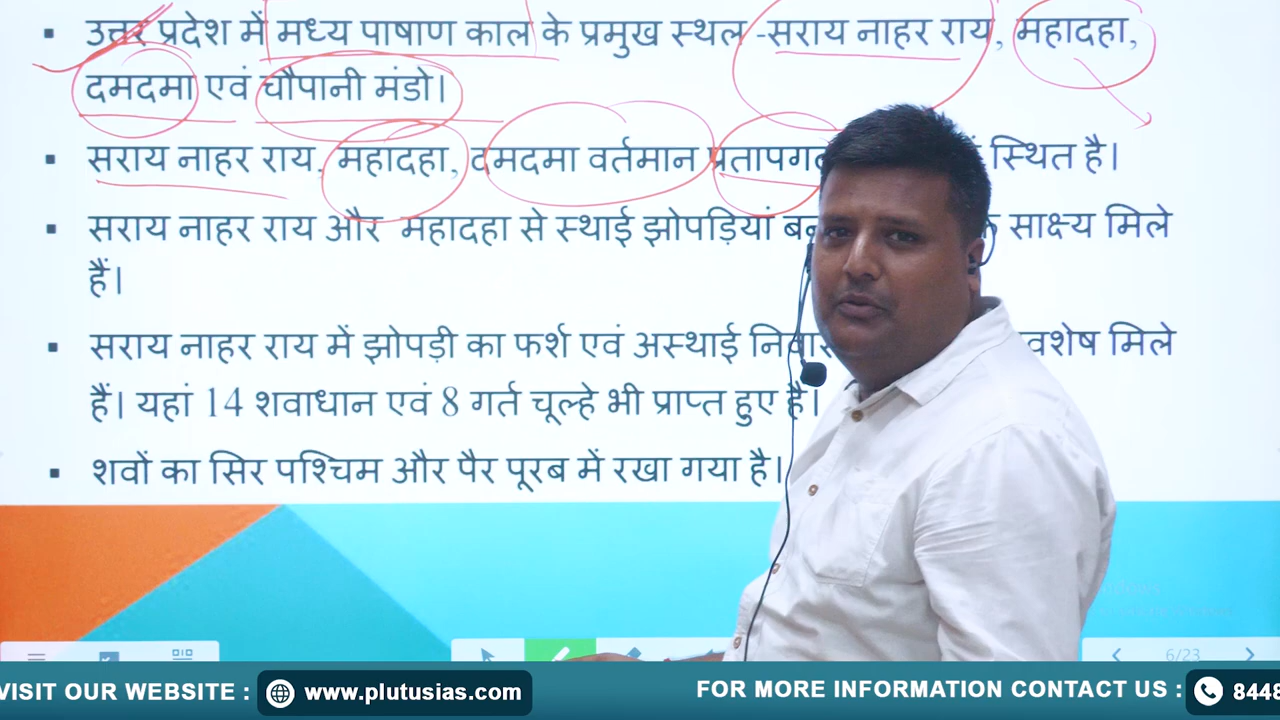 ▪ उत्तर प्रदेश में मध्य पाषाण काल के प्रमुख स्थल -सराय नाहर राय, महादहा,
दमदमा एवं चौपानी मंडो।
▪ सराय नाहर राय, महादहा, दमदमा वर्तमान स्थित है।
▪ सराय नाहर राय और महादहा से स्थाई झोपड़ियां साक्ष्य मिले
हैं।
▪ सराय नाहर राय में झोपड़ी का फर्श एवं अस्थाई मिले
हैं। यहां 14 शवाधान एवं 8 गर्त चूल्हे भी प्राप्त हुए है।
▪ शवों का सिर पश्चिम और पैर पूरब में रखा गया है।
6/23
VISIT OUR WEBSITE : www.plutusias.com FOR MORE INFORMATION CONTACT US : 8448